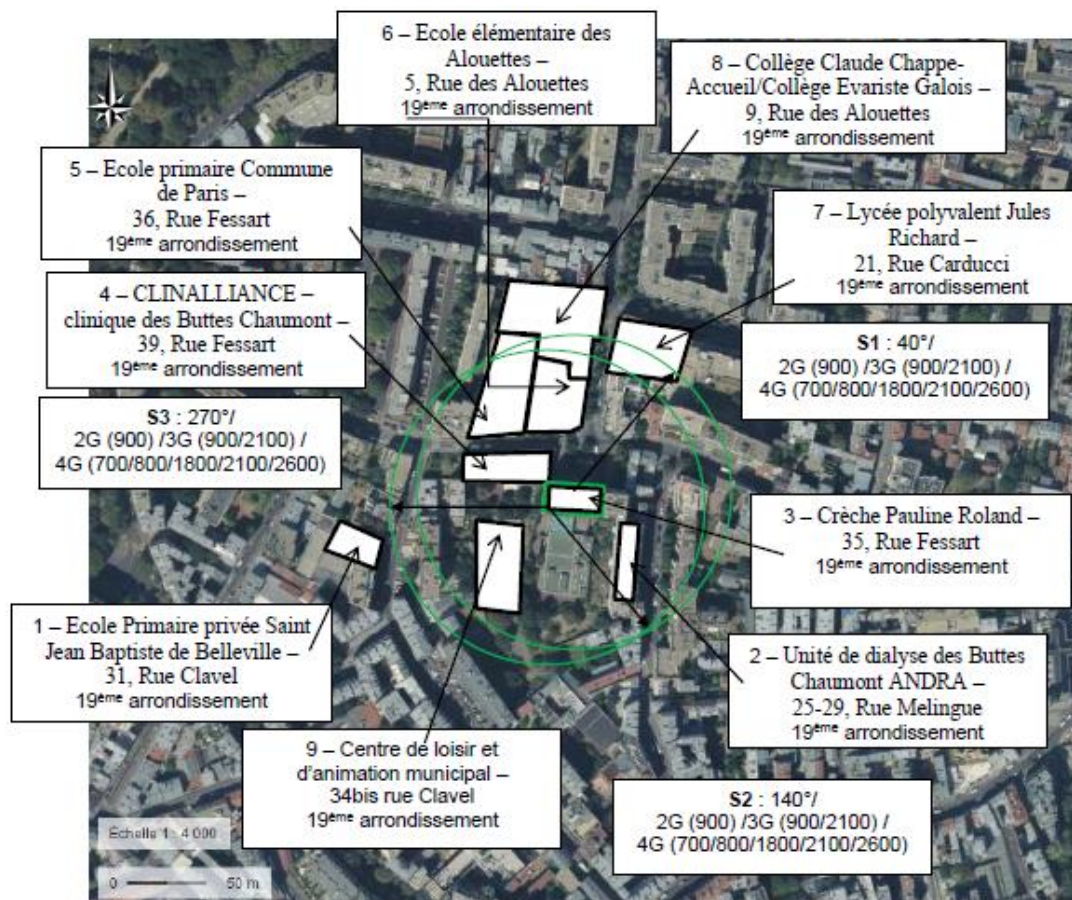 6 – Ecole élémentaire des
Alouettes –
5, Rue des Alouettes
19ème arrondissement
8 – Collège Claude Chappe-
Accueil/Collège Evariste Galois –
9, Rue des Alouettes
19ème arrondissement
5 – Ecole primaire Commune
de Paris –
36, Rue Fessart
19ème arrondissement
7 – Lycée polyvalent Jules
Richard –
21, Rue Carducci
19ème arrondissement
4 – CLINALLIANCE –
clinique des Buttes Chaumont –
39, Rue Fessart
19ème arrondissement
S1 : 40°/
2G (900) /3G (900/2100) /
4G (700/800/1800/2100/2600)
S3 : 270°/
2G (900) /3G (900/2100) /
4G (700/800/1800/2100/2600)
3 – Crèche Pauline Roland –
35, Rue Fessart
19ème arrondissement
1 – Ecole Primaire privée Saint
Jean Baptiste de Belleville –
31, Rue Clavel
19ème arrondissement
2 – Unité de dialyse des Buttes
Chaumont ANDRA –
25-29, Rue Melingue
19ème arrondissement
9 – Centre de loisir et
d'animation municipal –
34bis rue Clavel
19ème arrondissement
S2 : 140°/
2G (900) /3G (900/2100) /
4G (700/800/1800/2100/2600)
Échelle 1 : 4 000
0 50 m